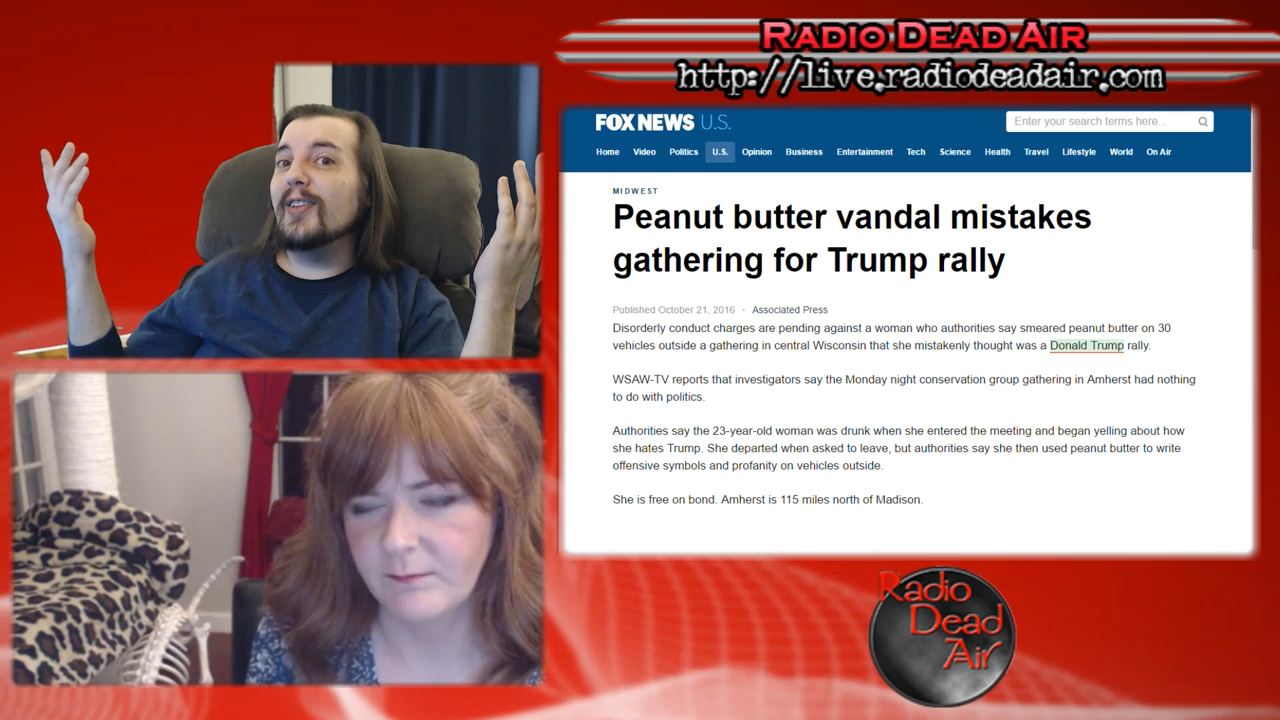 RADIO DEAD AIR
http://live.radiodeadair.com
FOX NEWS U.S.
Enter your search terms here...
Home Video Politics U.S. Opinion Business Entertainment Tech Science Health Travel Lifestyle World On Air
MIDWEST
Peanut butter vandal mistakes
gathering for Trump rally
Published October 21, 2016 · Associated Press
Disorderly conduct charges are pending against a woman who authorities say smeared peanut butter on 30
vehicles outside a gathering in central Wisconsin that she mistakenly thought was a Donald Trump rally.
WSAW-TV reports that investigators say the Monday night conservation group gathering in Amherst had nothing
to do with politics.
Authorities say the 23-year-old woman was drunk when she entered the meeting and began yelling about how
she hates Trump. She departed when asked to leave, but authorities say she then used peanut butter to write
offensive symbols and profanity on vehicles outside.
She is free on bond. Amherst is 115 miles north of Madison.
Radio
Dead
Air